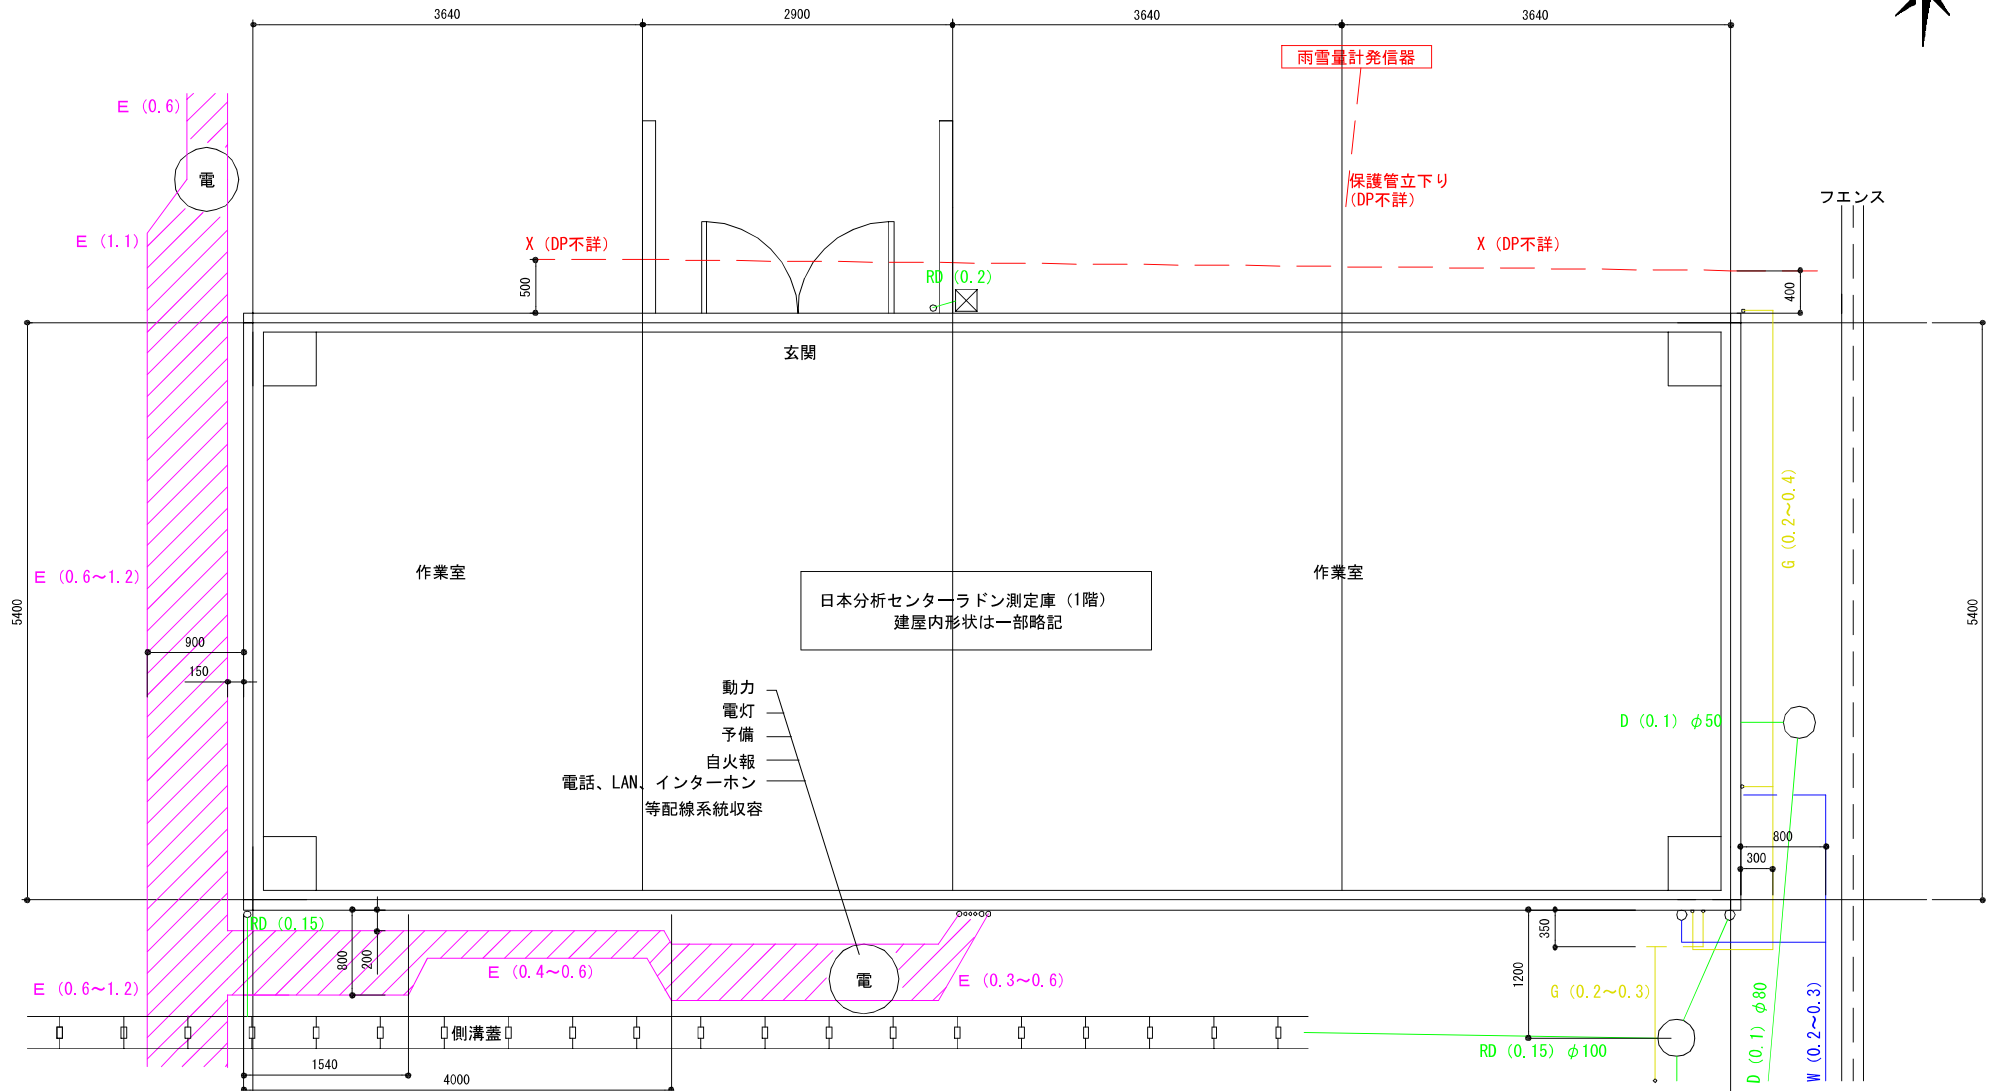 3640
2900
3640
3640
雨雪量計発信器
E (0.6)
電
保護管立下り
(DP不詳)
フェンス
E (1.1)
X (DP不詳)
X (DP不詳)
RD (0.2)
500
400
玄関
G (0.2～0.4)
作業室
作業室
E (0.6～1.2)
日本分析センターラドン測定庫 (1階)
建屋内形状は一部略記
5400
5400
900
150
動力
電灯
予備
自火報
電話、LAN、インターホン
等配線系統収容
D (0.1) φ50
800
300
RD (0.15)
350
800
200
1200
E (0.4～0.6)
電
E (0.3～0.6)
E (0.6～1.2)
G (0.2～0.3)
D (0.1) φ80
W (0.2～0.3)
側溝蓋
RD (0.15) φ100
1540
4000